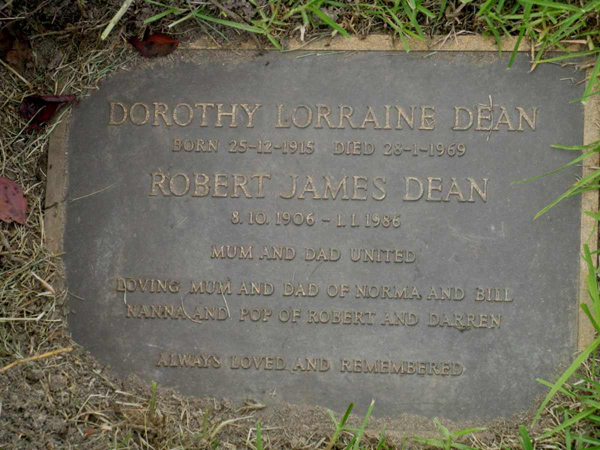 DOROTHY LORRAINE DEAN
BORN 25-12-1915 DIED 28-1-1969
ROBERT JAMES DEAN
8.10.1906 - 1.1.1986
MUM AND DAD UNITED
LOVING MUM AND DAD OF NORMA AND BILL
NANNA AND POP OF ROBERT AND DARREN
ALWAYS LOVED AND REMEMBERED